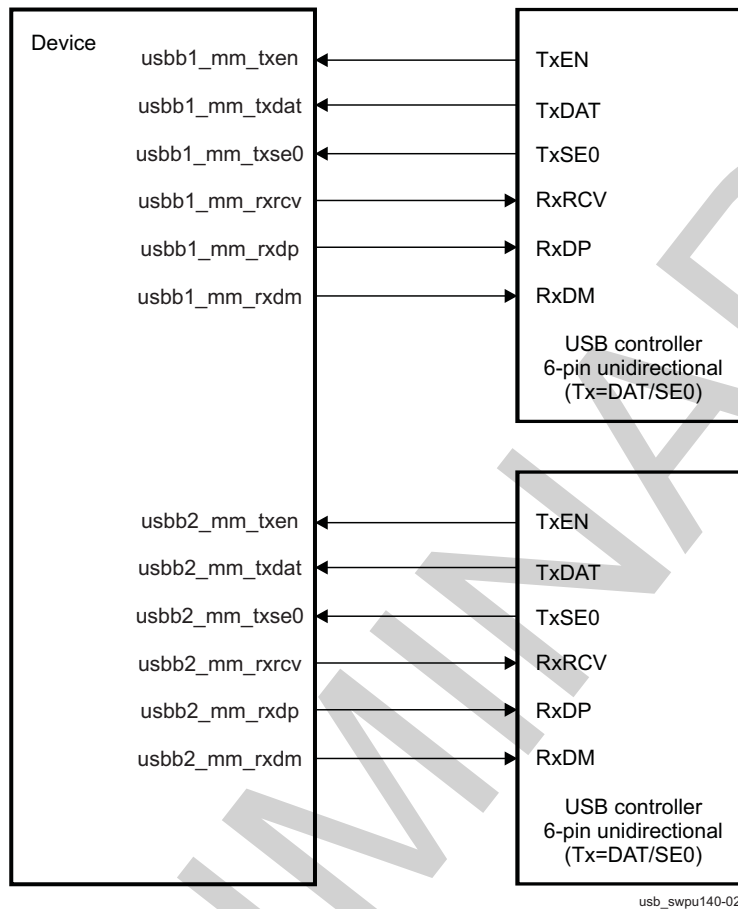 Device
usbb1_mm_txen TxEN
usbb1_mm_txdat TxDAT
usbb1_mm_txse0 TxSE0
usbb1_mm_rxrcv RxRCV
usbb1_mm_rxdp RxDP
usbb1_mm_rxdm RxDM
USB controller
6-pin unidirectional
(Tx=DAT/SE0)
usbb2_mm_txen TxEN
usbb2_mm_txdat TxDAT
usbb2_mm_txse0 TxSE0
usbb2_mm_rxrcv RxRCV
usbb2_mm_rxdp RxDP
usbb2_mm_rxdm RxDM
USB controller
6-pin unidirectional
(Tx=DAT/SE0)